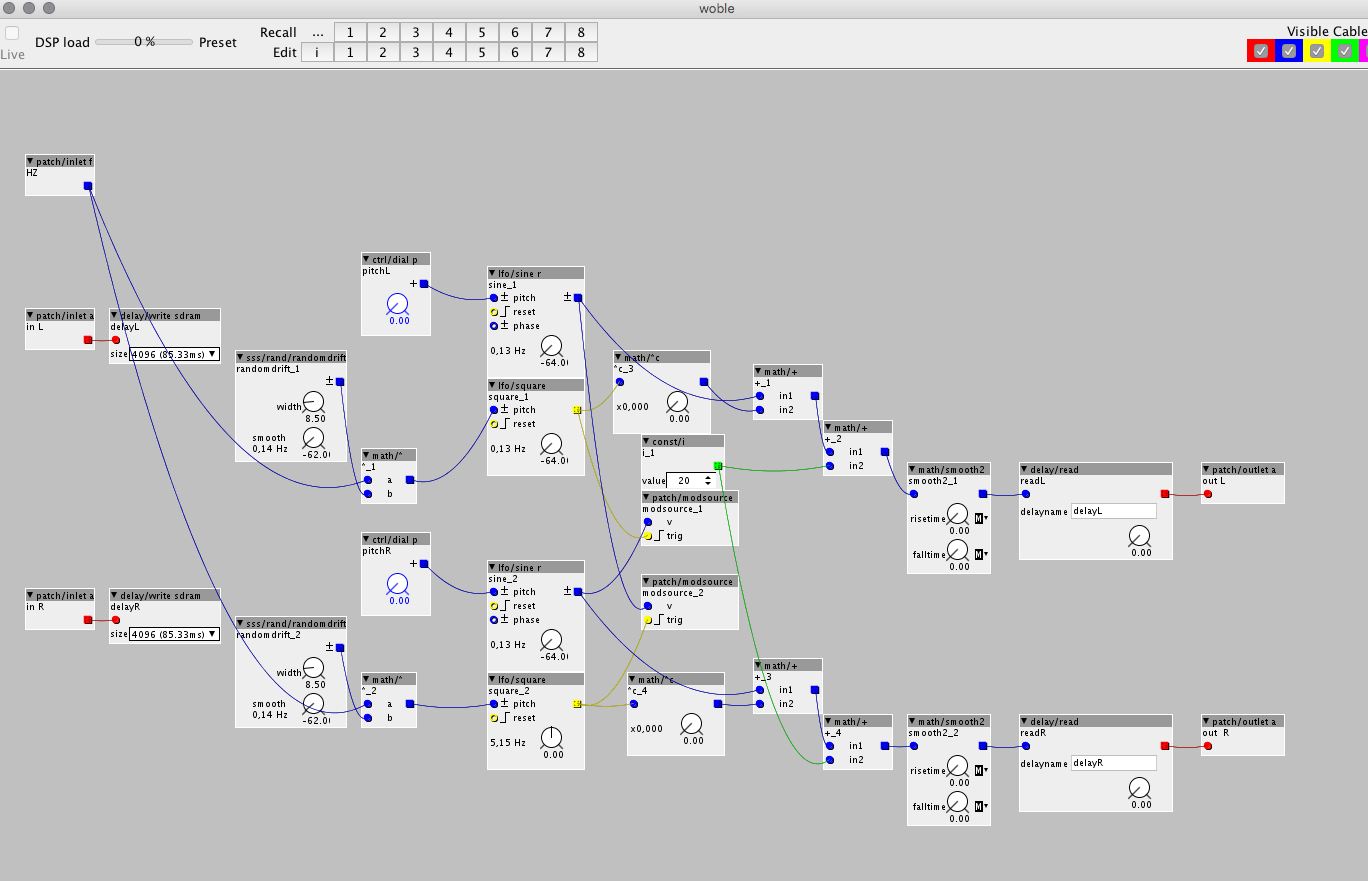 woble
Live
DSP load
0 %
Preset
Recall ... 1 2 3 4 5 6 7 8
Edit i 1 2 3 4 5 6 7 8
Visible Cable
patch/inlet f
HZ
ctrl/dial p
pitchL
+
0.00
lfo/sine r
sine_1
± pitch ±
reset
± phase
0,13 Hz
-64.0
patch/inlet a
in L
delay/write sdram
delayL
size 4096 (85.33ms) ▼
sss/rand/randomdrift
randomdrift_1
±
width
8.50
smooth
0,14 Hz
-62.0
lfo/square
square_1
± pitch
reset
0,13 Hz
-64.0
math/*c
*c_3
x0,000
0.00
math/+
+_1
in1
in2
math/*
*_1
a
b
const/i
i_1
value 20
math/+
+_2
in1
in2
patch/modsource
modsource_1
v
trig
math/smooth2
smooth2_1
risetime
M
0.00
falltime
M
0.00
delay/read
readL
delayname delayL
0.00
patch/outlet a
out L
ctrl/dial p
pitchR
+
0.00
lfo/sine r
sine_2
± pitch ±
reset
± phase
0,13 Hz
-64.0
patch/modsource
modsource_2
v
trig
patch/inlet a
in R
delay/write sdram
delayR
size 4096 (85.33ms) ▼
sss/rand/randomdrift
randomdrift_2
±
width
8.50
smooth
0,14 Hz
-62.0
math/*
*_2
a
b
lfo/square
square_2
± pitch
reset
5,15 Hz
0.00
math/*c
*c_4
x0,000
0.00
math/+
+_3
in1
in2
math/+
+_4
in1
in2
math/smooth2
smooth2_2
risetime
M
0.00
falltime
M
0.00
delay/read
readR
delayname delayR
0.00
patch/outlet a
out R